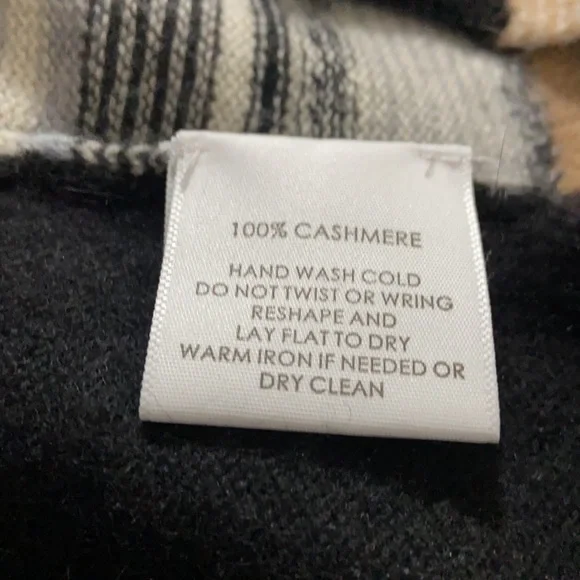 100% CASHMERE
HAND WASH COLD
DO NOT TWIST OR WRING
RESHAPE AND
LAY FLAT TO DRY
WARM IRON IF NEEDED OR
DRY CLEAN